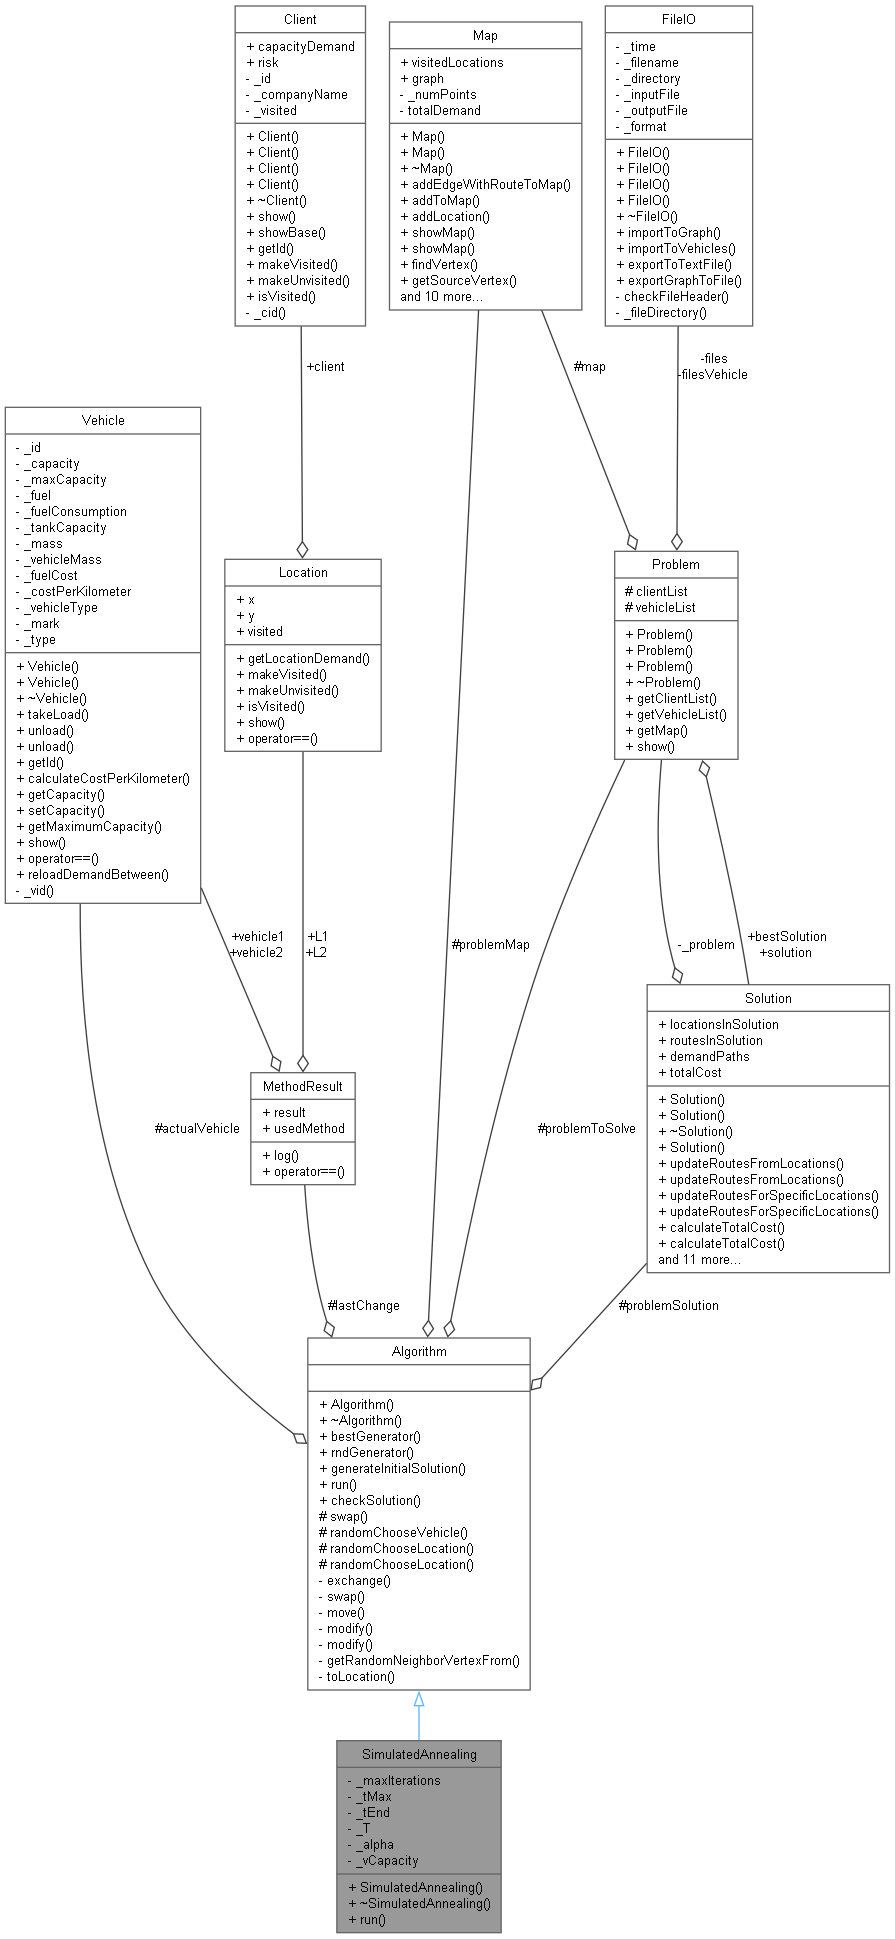 Client
+ capacityDemand
+ risk
- _id
- _companyName
- _visited
+ Client()
+ Client()
+ Client()
+ Client()
+ ~Client()
+ show()
+ showBase()
+ getId()
+ makeVisited()
+ makeUnvisited()
+ isVisited()
- _cid()
Map
+ visitedLocations
+ graph
- _numPoints
- totalDemand
+ Map()
+ Map()
+ ~Map()
+ addEdgeWithRouteToMap()
+ addToMap()
+ addLocation()
+ showMap()
+ showMap()
+ findVertex()
+ getSourceVertex()
and 10 more...
FileIO
- _time
- _filename
- _directory
- _inputFile
- _outputFile
- _format
+ FileIO()
+ FileIO()
+ FileIO()
+ FileIO()
+ ~FileIO()
+ importToGraph()
+ importToVehicles()
+ exportToTextFile()
+ exportGraphToFile()
- checkFileHeader()
- _fileDirectory()
+client
#map
-files
-filesVehicle
Vehicle
- _id
- _capacity
- _maxCapacity
- _fuel
- _fuelConsumption
- _tankCapacity
- _mass
- _vehicleMass
- _fuelCost
- _costPerKilometer
- _vehicleType
- _mark
- _type
+ Vehicle()
+ Vehicle()
+ ~Vehicle()
+ takeLoad()
+ unload()
+ unload()
+ getId()
+ calculateCostPerKilometer()
+ getCapacity()
+ setCapacity()
+ getMaximumCapacity()
+ show()
+ operator==()
+ reloadDemandBetween()
- _vid()
Location
+ x
+ y
+ visited
+ getLocationDemand()
+ makeVisited()
+ makeUnvisited()
+ isVisited()
+ show()
+ operator==()
Problem
# clientList
# vehicleList
+ Problem()
+ Problem()
+ Problem()
+ ~Problem()
+ getClientList()
+ getVehicleList()
+ getMap()
+ show()
+vehicle1
+vehicle2
+L1
+L2
#problemMap
-_problem
+bestSolution
+solution
Solution
+ locationsInSolution
+ routesInSolution
+ demandPaths
+ totalCost
+ Solution()
+ Solution()
+ ~Solution()
+ Solution()
+ updateRoutesFromLocations()
+ updateRoutesFromLocations()
+ updateRoutesForSpecificLocations()
+ updateRoutesForSpecificLocations()
+ calculateTotalCost()
+ calculateTotalCost()
and 11 more...
MethodResult
+ result
+ usedMethod
+ log()
+ operator==()
#actualVehicle
#problemToSolve
#lastChange
#problemSolution
Algorithm
+ Algorithm()
+ ~Algorithm()
+ bestGenerator()
+ rndGenerator()
+ generateInitialSolution()
+ run()
+ checkSolution()
# swap()
# randomChooseVehicle()
# randomChooseLocation()
# randomChooseLocation()
- exchange()
- swap()
- move()
- modify()
- modify()
- getRandomNeighborVertexFrom()
- toLocation()
SimulatedAnnealing
- _maxIterations
- _tMax
- _tEnd
- _T
- _alpha
- _vCapacity
+ SimulatedAnnealing()
+ ~SimulatedAnnealing()
+ run()